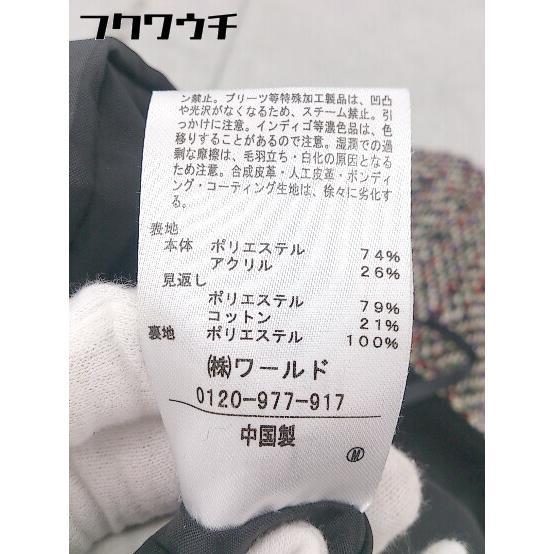 フクウチ
ン禁止。プリーツ等特殊加工製品は、凹凸
や光沢がなくなるため、スチーム禁止。引
っかけに注意。インディゴ等濃色品は、色
移りすることがあるので注意。湿潤での過
剰な摩擦は、毛羽立ち・白化の原因となる
ため注意。合成皮革・人工皮革・ボンディ
ング・コーティング生地は、徐々に劣化す
る。
表地
本体 ポリエステル 74%
アクリル 26%
見返し
ポリエステル 79%
コットン 21%
裏地 ポリエステル 100%
㈱ワールド
0120-977-917
中国製
M